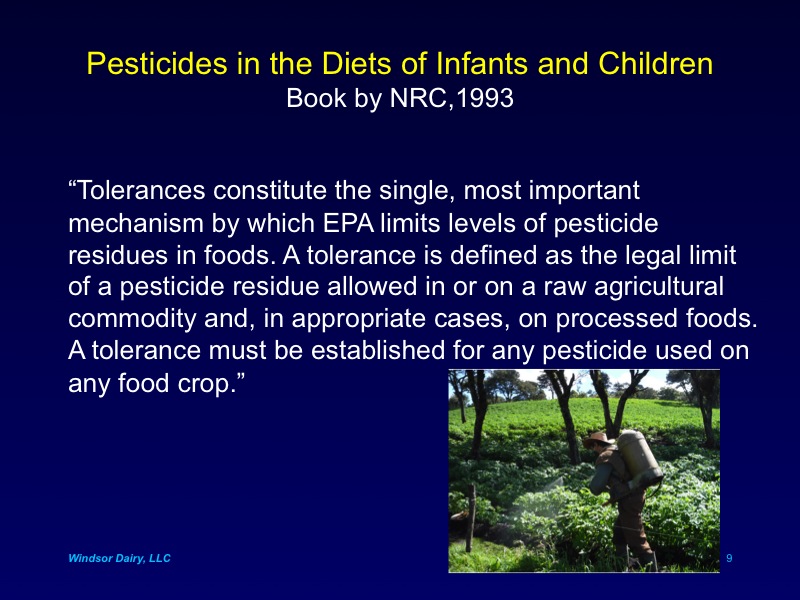 Pesticides in the Diets of Infants and Children
Book by NRC,1993
“Tolerances constitute the single, most important
mechanism by which EPA limits levels of pesticide
residues in foods. A tolerance is defined as the legal limit
of a pesticide residue allowed in or on a raw agricultural
commodity and, in appropriate cases, on processed foods.
A tolerance must be established for any pesticide used on
any food crop.”
Windsor Dairy, LLC
9